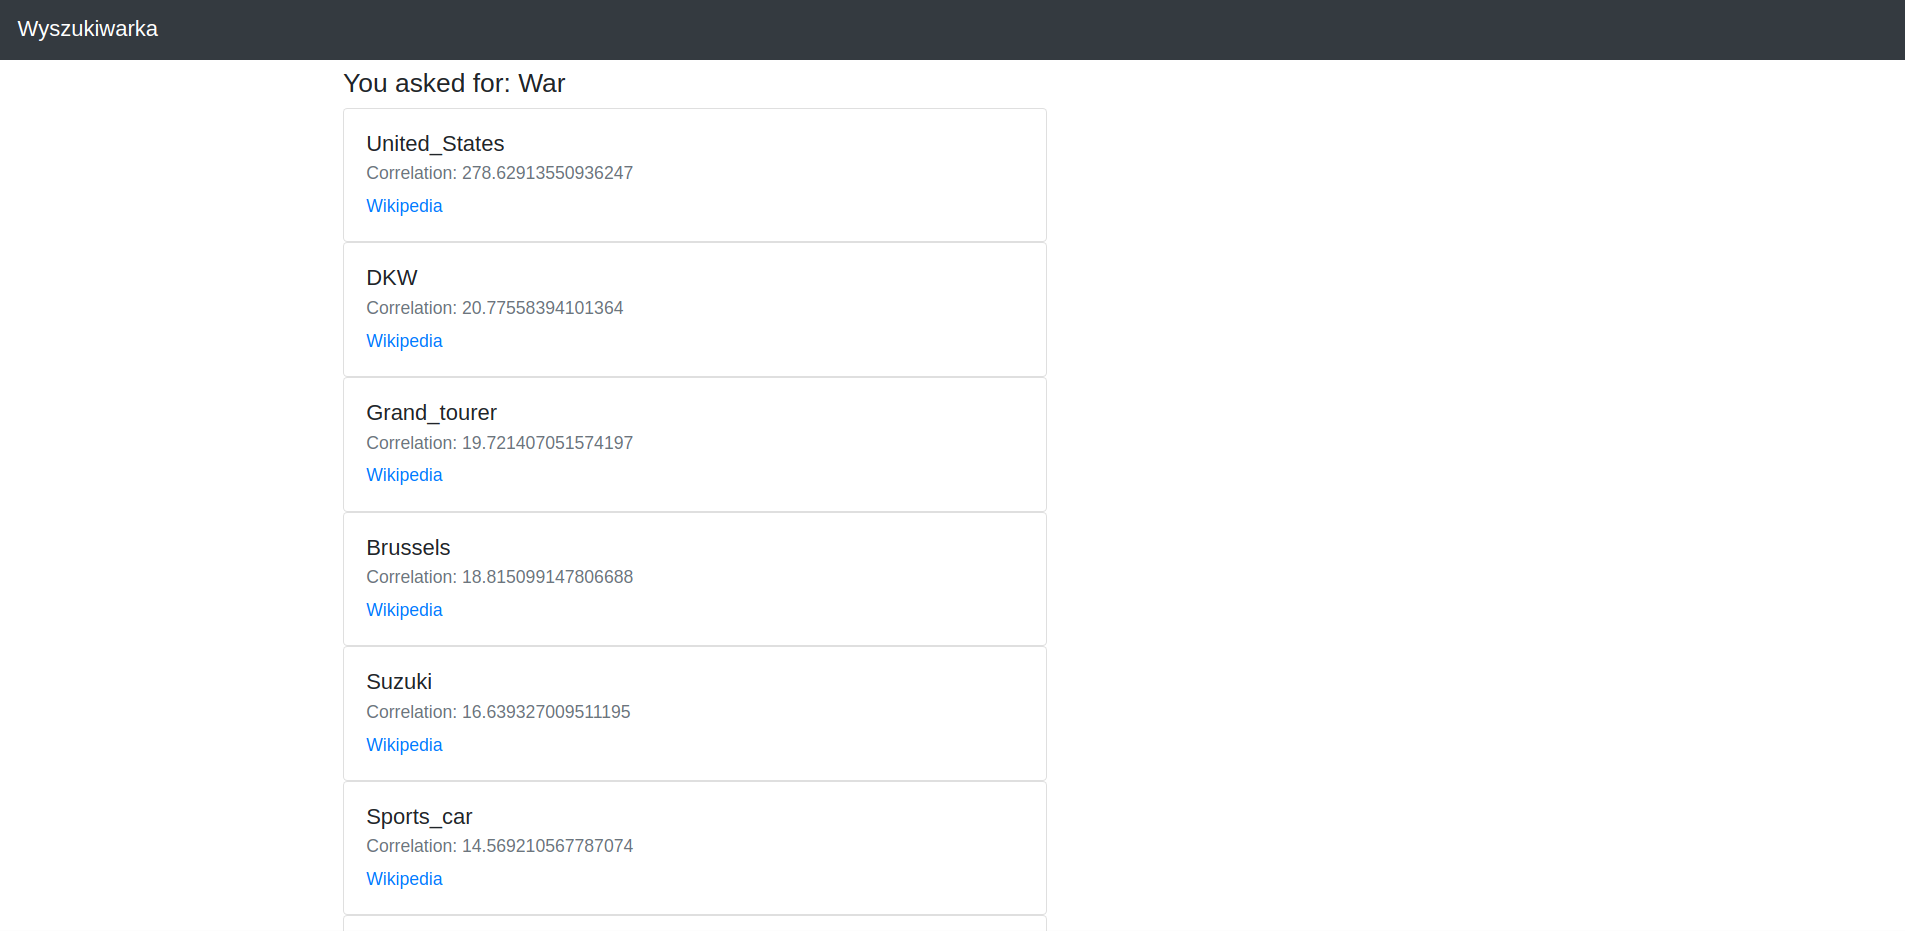 Wyszukiwarka
You asked for: War
United_States
Correlation: 278.62913550936247
Wikipedia
DKW
Correlation: 20.77558394101364
Wikipedia
Grand_tourer
Correlation: 19.721407051574197
Wikipedia
Brussels
Correlation: 18.815099147806688
Wikipedia
Suzuki
Correlation: 16.639327009511195
Wikipedia
Sports_car
Correlation: 14.569210567787074
Wikipedia